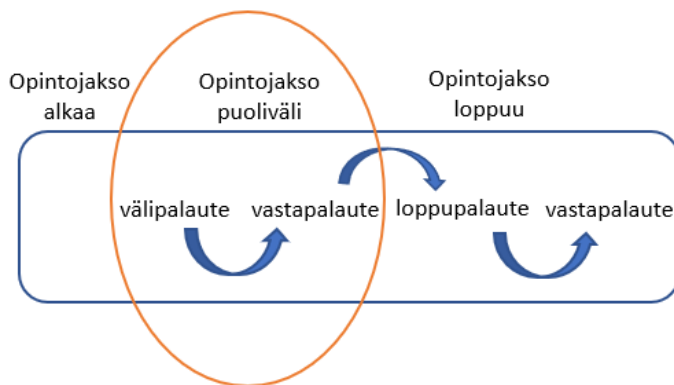 Opintojakso
alkaa
Opintojakso
puoliväli
Opintojakso
loppuu
välipalaute
vastapalaute
loppupalaute
vastapalaute